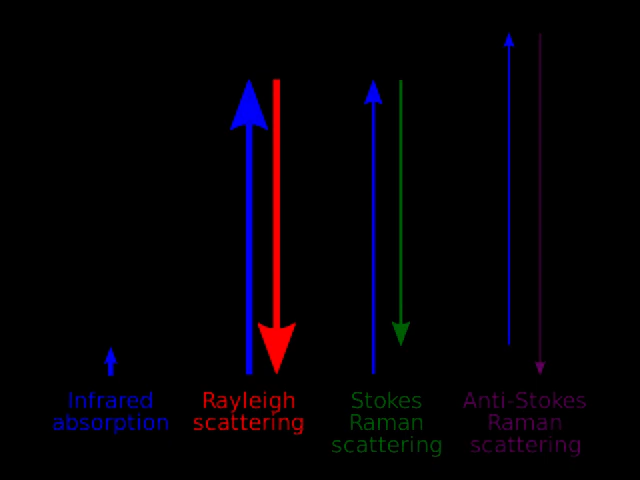 Infrared
absorption
Rayleigh
scattering
Stokes
Raman
scattering
Anti-Stokes
Raman
scattering